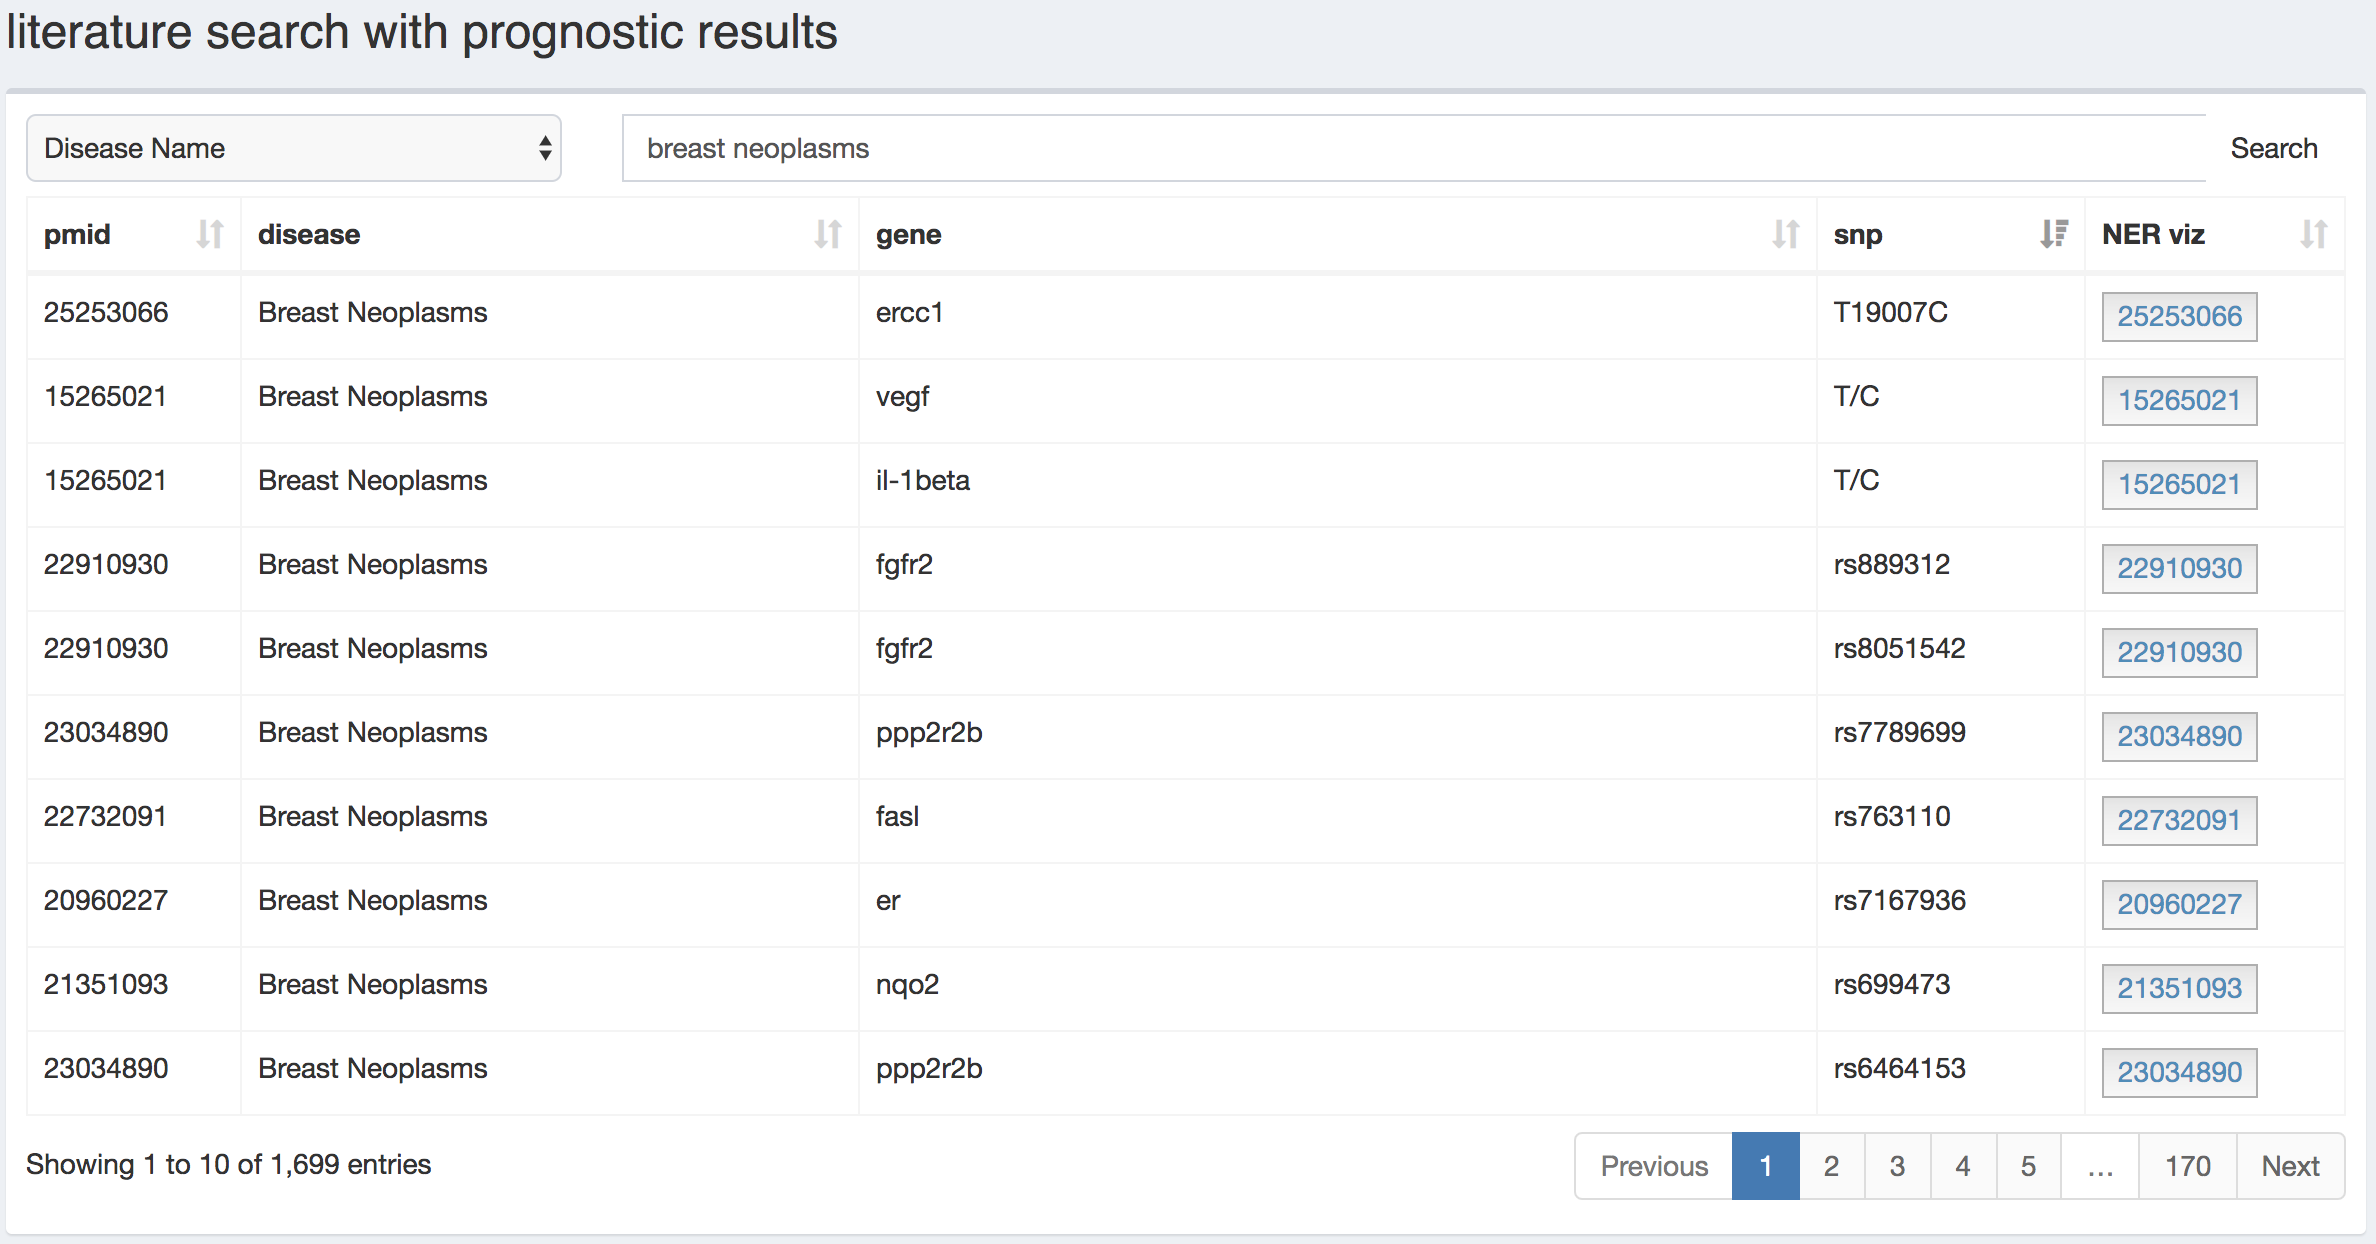 literature search with prognostic results
Disease Name breast neoplasms Search
pmid disease gene snp NER viz
25253066 Breast Neoplasms ercc1 T19007C 25253066
15265021 Breast Neoplasms vegf T/C 15265021
15265021 Breast Neoplasms il-1beta T/C 15265021
22910930 Breast Neoplasms fgfr2 rs889312 22910930
22910930 Breast Neoplasms fgfr2 rs8051542 22910930
23034890 Breast Neoplasms ppp2r2b rs7789699 23034890
22732091 Breast Neoplasms fasl rs763110 22732091
20960227 Breast Neoplasms er rs7167936 20960227
21351093 Breast Neoplasms nqo2 rs699473 21351093
23034890 Breast Neoplasms ppp2r2b rs6464153 23034890
Showing 1 to 10 of 1,699 entries Previous 1 2 3 4 5 ... 170 Next